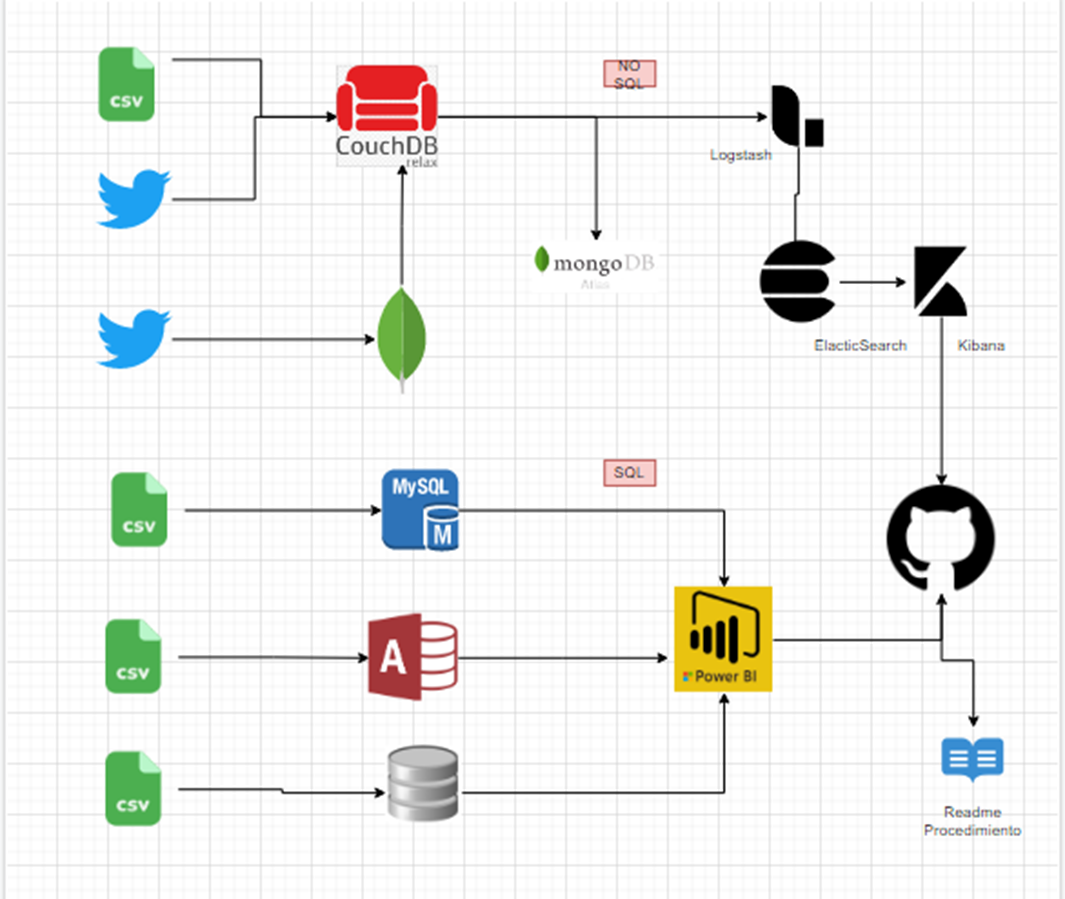 CSV
NO
SQL
CouchDB
relax
Logstash
mongoDB
Atlas
ElacticSearch
Kibana
SQL
MySQL
M
CSV
A
CSV
Power BI
CSV
Readme
Procedimiento